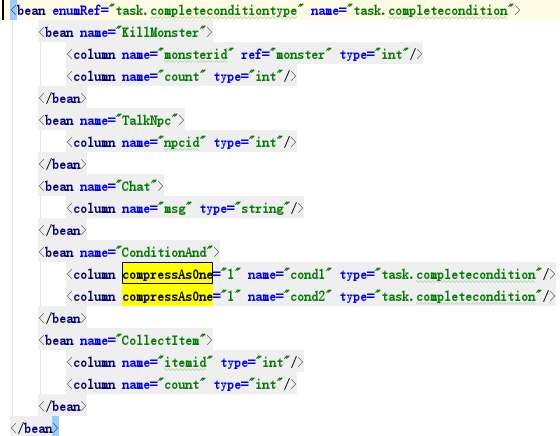 <bean enumRef="task.completeconditiontype" name="task.completecondition">
<bean name="KillMonster">
<column name="monsterid" ref="monster" type="int"/>
<column name="count" type="int"/>
</bean>
<bean name="TalkNpc">
<column name="npcid" type="int"/>
</bean>
<bean name="Chat">
<column name="msg" type="string"/>
</bean>
<bean name="ConditionAnd">
<column compressAsOne="1" name="cond1" type="task.completecondition"/>
<column compressAsOne="1" name="cond2" type="task.completecondition"/>
</bean>
<bean name="CollectItem">
<column name="itemid" type="int"/>
<column name="count" type="int"/>
</bean>
</bean>